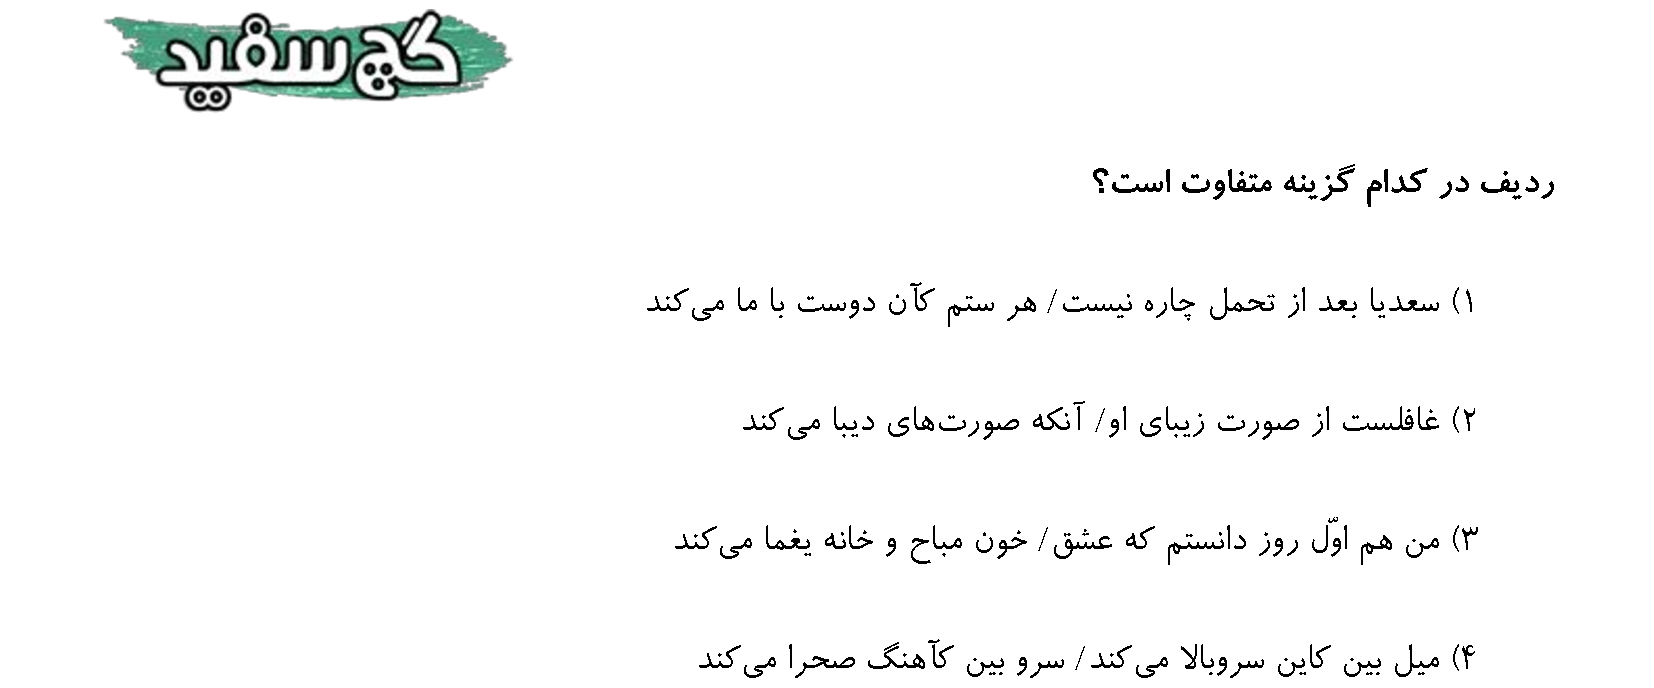 گچ سفید
ردیف در کدام گزینه متفاوت است؟
۱) سعدیا بعد از تحمل چاره نیست/ هر ستم کآن دوست با ما می‌کند
۲) غافلست از صورت زیبای او/ آنکه صورت‌های دیبا می‌کند
۳) من هم اوّل روز دانستم که عشق/ خون مباح و خانه یغما می‌کند
۴) میل بین کاین سروبالا می‌کند/ سرو بین کآهنگ صحرا می‌کند